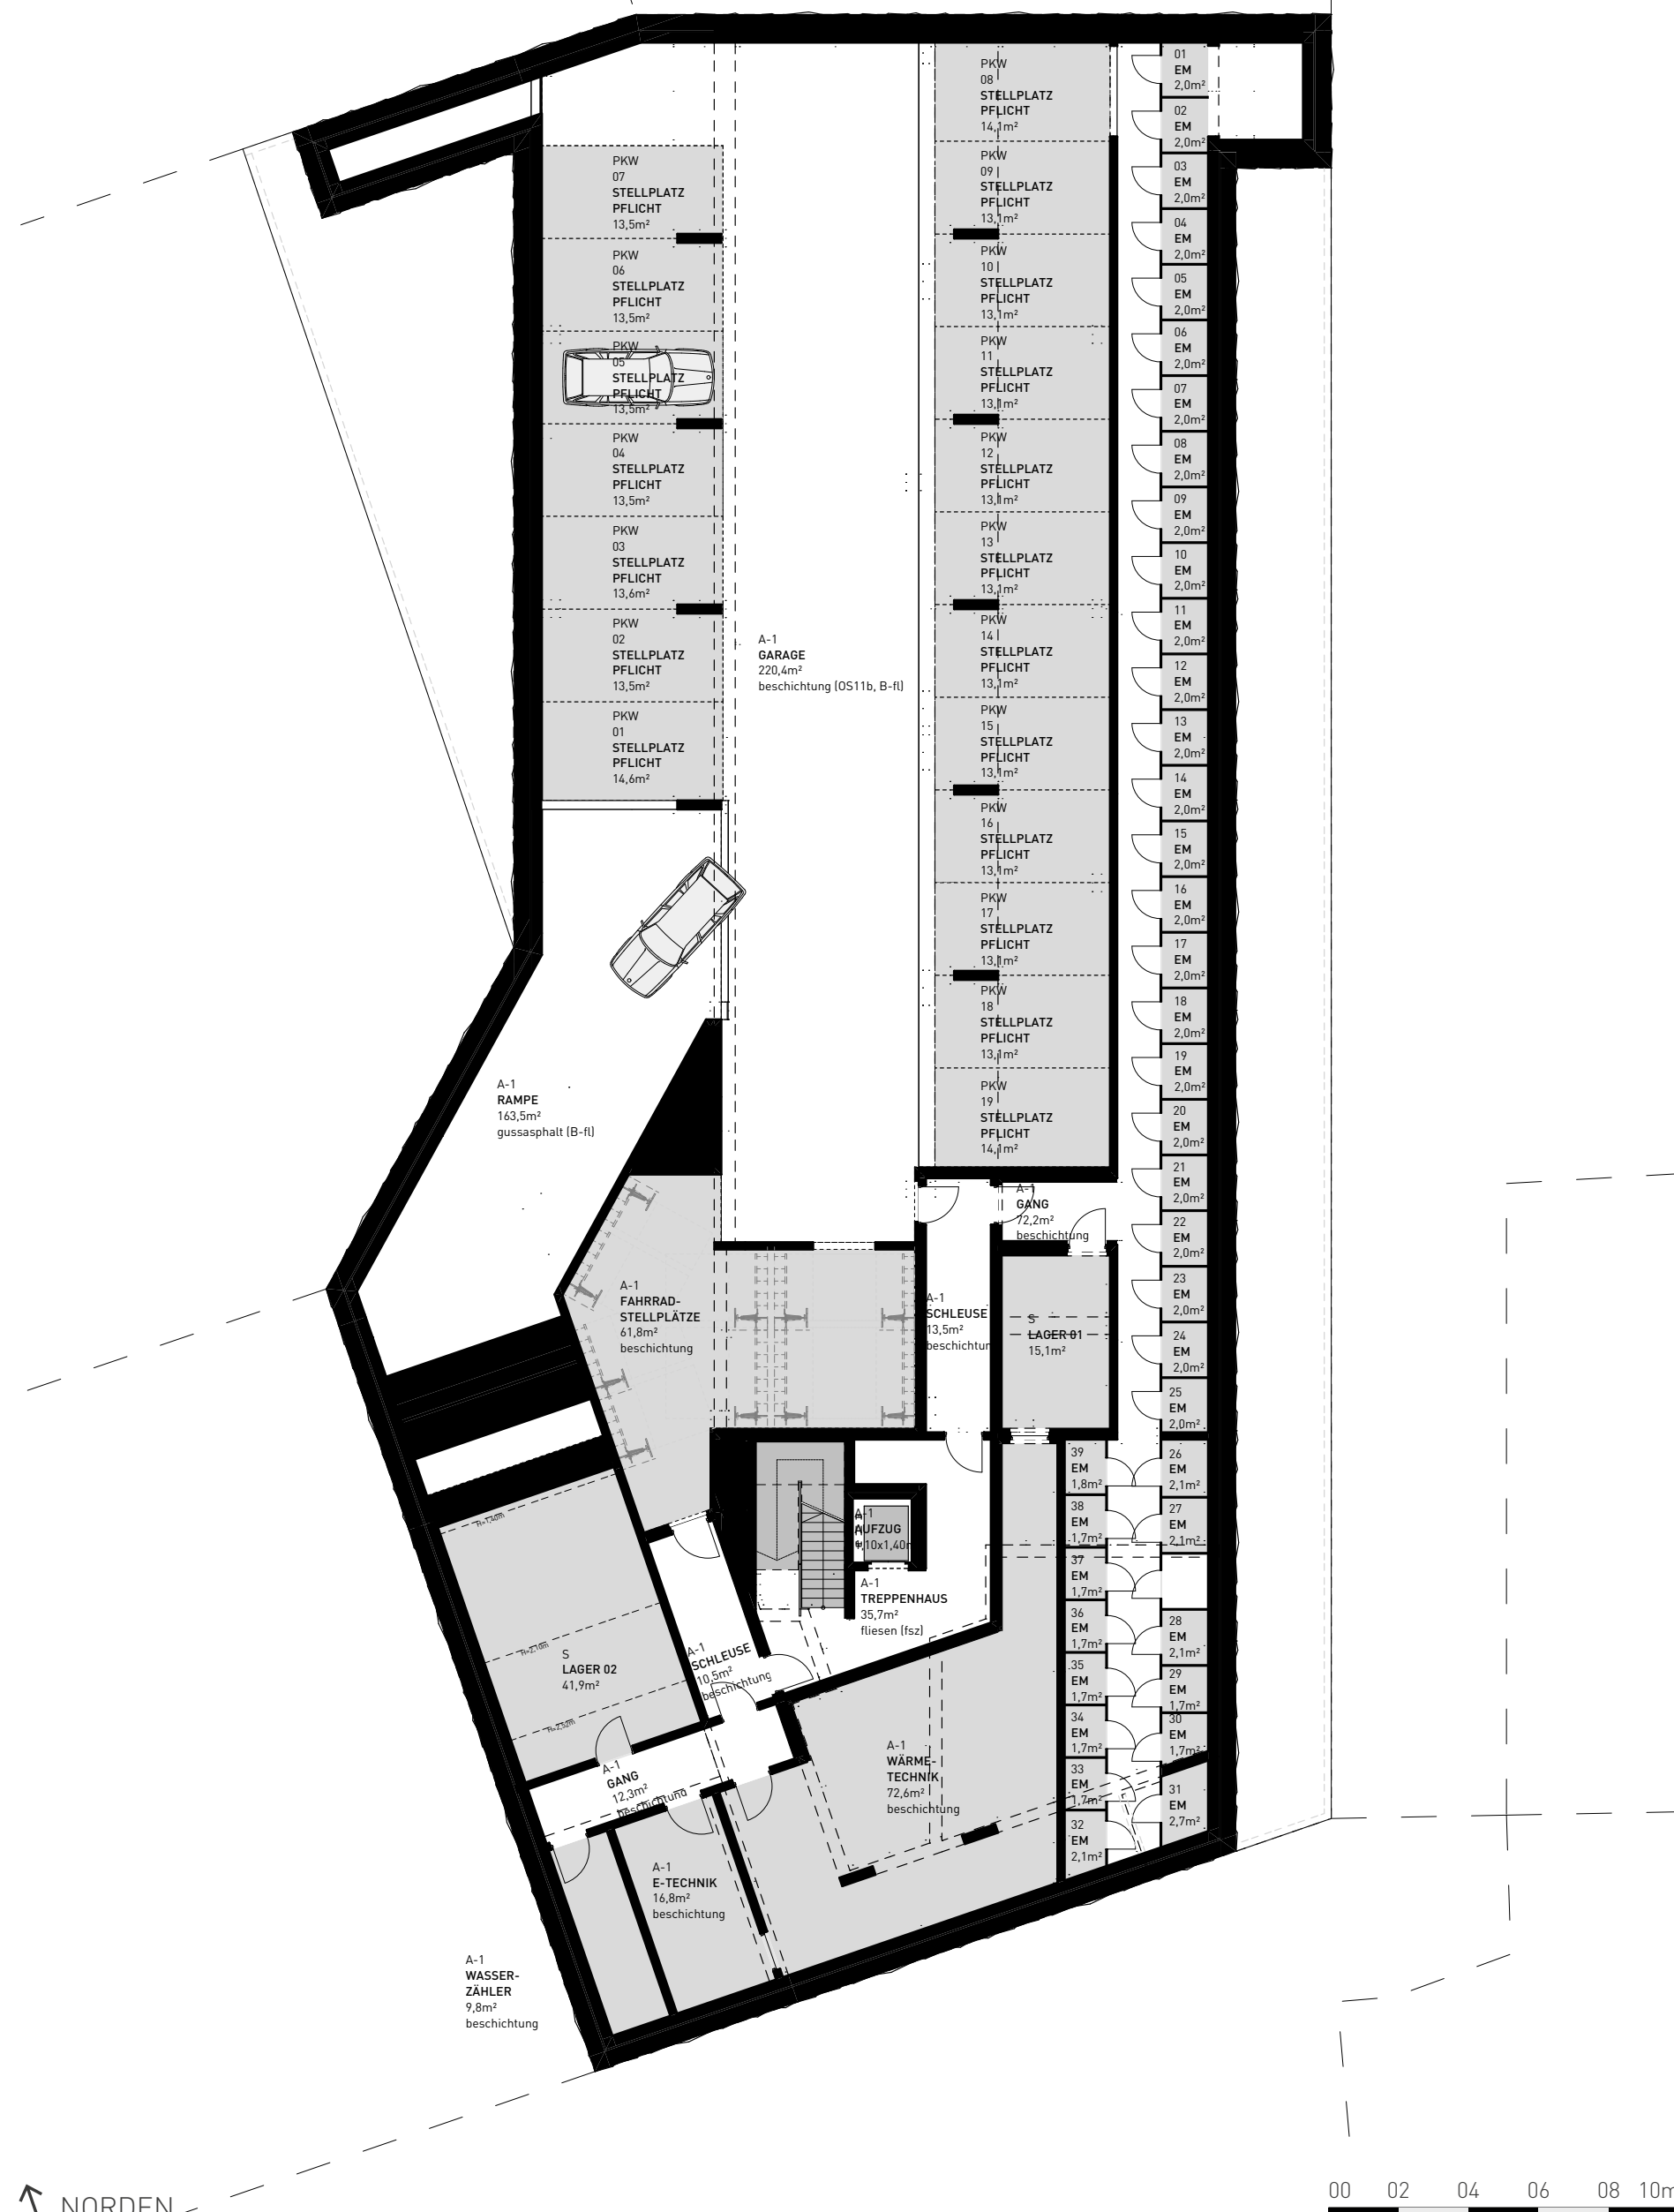 PKW
07
STELLPLATZ
PFLICHT
13,5m²
PKW
06
STELLPLATZ
PFLICHT
13,5m²
PKW
05
STELLPLATZ
PFLICHT
13,5m²
PKW
04
STELLPLATZ
PFLICHT
13,5m²
PKW
03
STELLPLATZ
PFLICHT
13,6m²
PKW
02
STELLPLATZ
PFLICHT
13,5m²
PKW
01
STELLPLATZ
PFLICHT
14,6m²
A-1
GARAGE
220,4m²
beschichtung (OS11b, B-fl)
PKW
08
STELLPLATZ
PFLICHT
14,1m²
PKW
09
STELLPLATZ
PFLICHT
13,1m²
PKW
10
STELLPLATZ
PFLICHT
13,1m²
PKW
11
STELLPLATZ
PFLICHT
13,1m²
PKW
12
STELLPLATZ
PFLICHT
13,1m²
PKW
13
STELLPLATZ
PFLICHT
13,1m²
PKW
14
STELLPLATZ
PFLICHT
13,1m²
PKW
15
STELLPLATZ
PFLICHT
13,1m²
PKW
16
STELLPLATZ
PFLICHT
13,1m²
PKW
17
STELLPLATZ
PFLICHT
13,1m²
PKW
18
STELLPLATZ
PFLICHT
13,1m²
PKW
19
STELLPLATZ
PFLICHT
14,1m²
01
EM
2,0m²
02
EM
2,0m²
03
EM
2,0m²
04
EM
2,0m²
05
EM
2,0m²
06
EM
2,0m²
07
EM
2,0m²
08
EM
2,0m²
09
EM
2,0m²
10
EM
2,0m²
11
EM
2,0m²
12
EM
2,0m²
13
EM
2,0m²
14
EM
2,0m²
15
EM
2,0m²
16
EM
2,0m²
17
EM
2,0m²
18
EM
2,0m²
19
EM
2,0m²
20
EM
2,0m²
21
EM
2,0m²
22
EM
2,0m²
23
EM
2,0m²
24
EM
2,0m²
25
EM
2,0m²
26
EM
2,1m²
27
EM
2,1m²
28
EM
2,1m²
29
EM
1,7m²
30
EM
1,7m²
31
EM
2,7m²
39
EM
1,8m²
38
EM
1,7m²
37
EM
1,7m²
36
EM
1,7m²
35
EM
1,7m²
34
EM
1,7m²
33
EM
1,7m²
32
EM
2,1m²
A-1
RAMPE
163,5m²
gussasphalt (B-fl)
A-1
FAHRRAD-
STELLPLÄTZE
61,8m²
beschichtung
A-1
SCHLEUSE
13,5m²
beschichtun
A-1
GANG
72,2m²
beschichtung
S
LAGER 01
15,1m²
A-1
AUFZUG
1,10x1,40m
A-1
TREPPENHAUS
35,7m²
fliesen (fsz)
H=1,40m
H=2,10m
H=2,52m
S
LAGER 02
41,9m²
A-1
SCHLEUSE
10,5m²
beschichtung
A-1
GANG
12,3m²
beschichtung
A-1
WÄRME-
TECHNIK
72,6m²
beschichtung
A-1
E-TECHNIK
16,8m²
beschichtung
A-1
WASSER-
ZÄHLER
9,8m²
beschichtung
NORDEN
00 02 04 06 08 10m